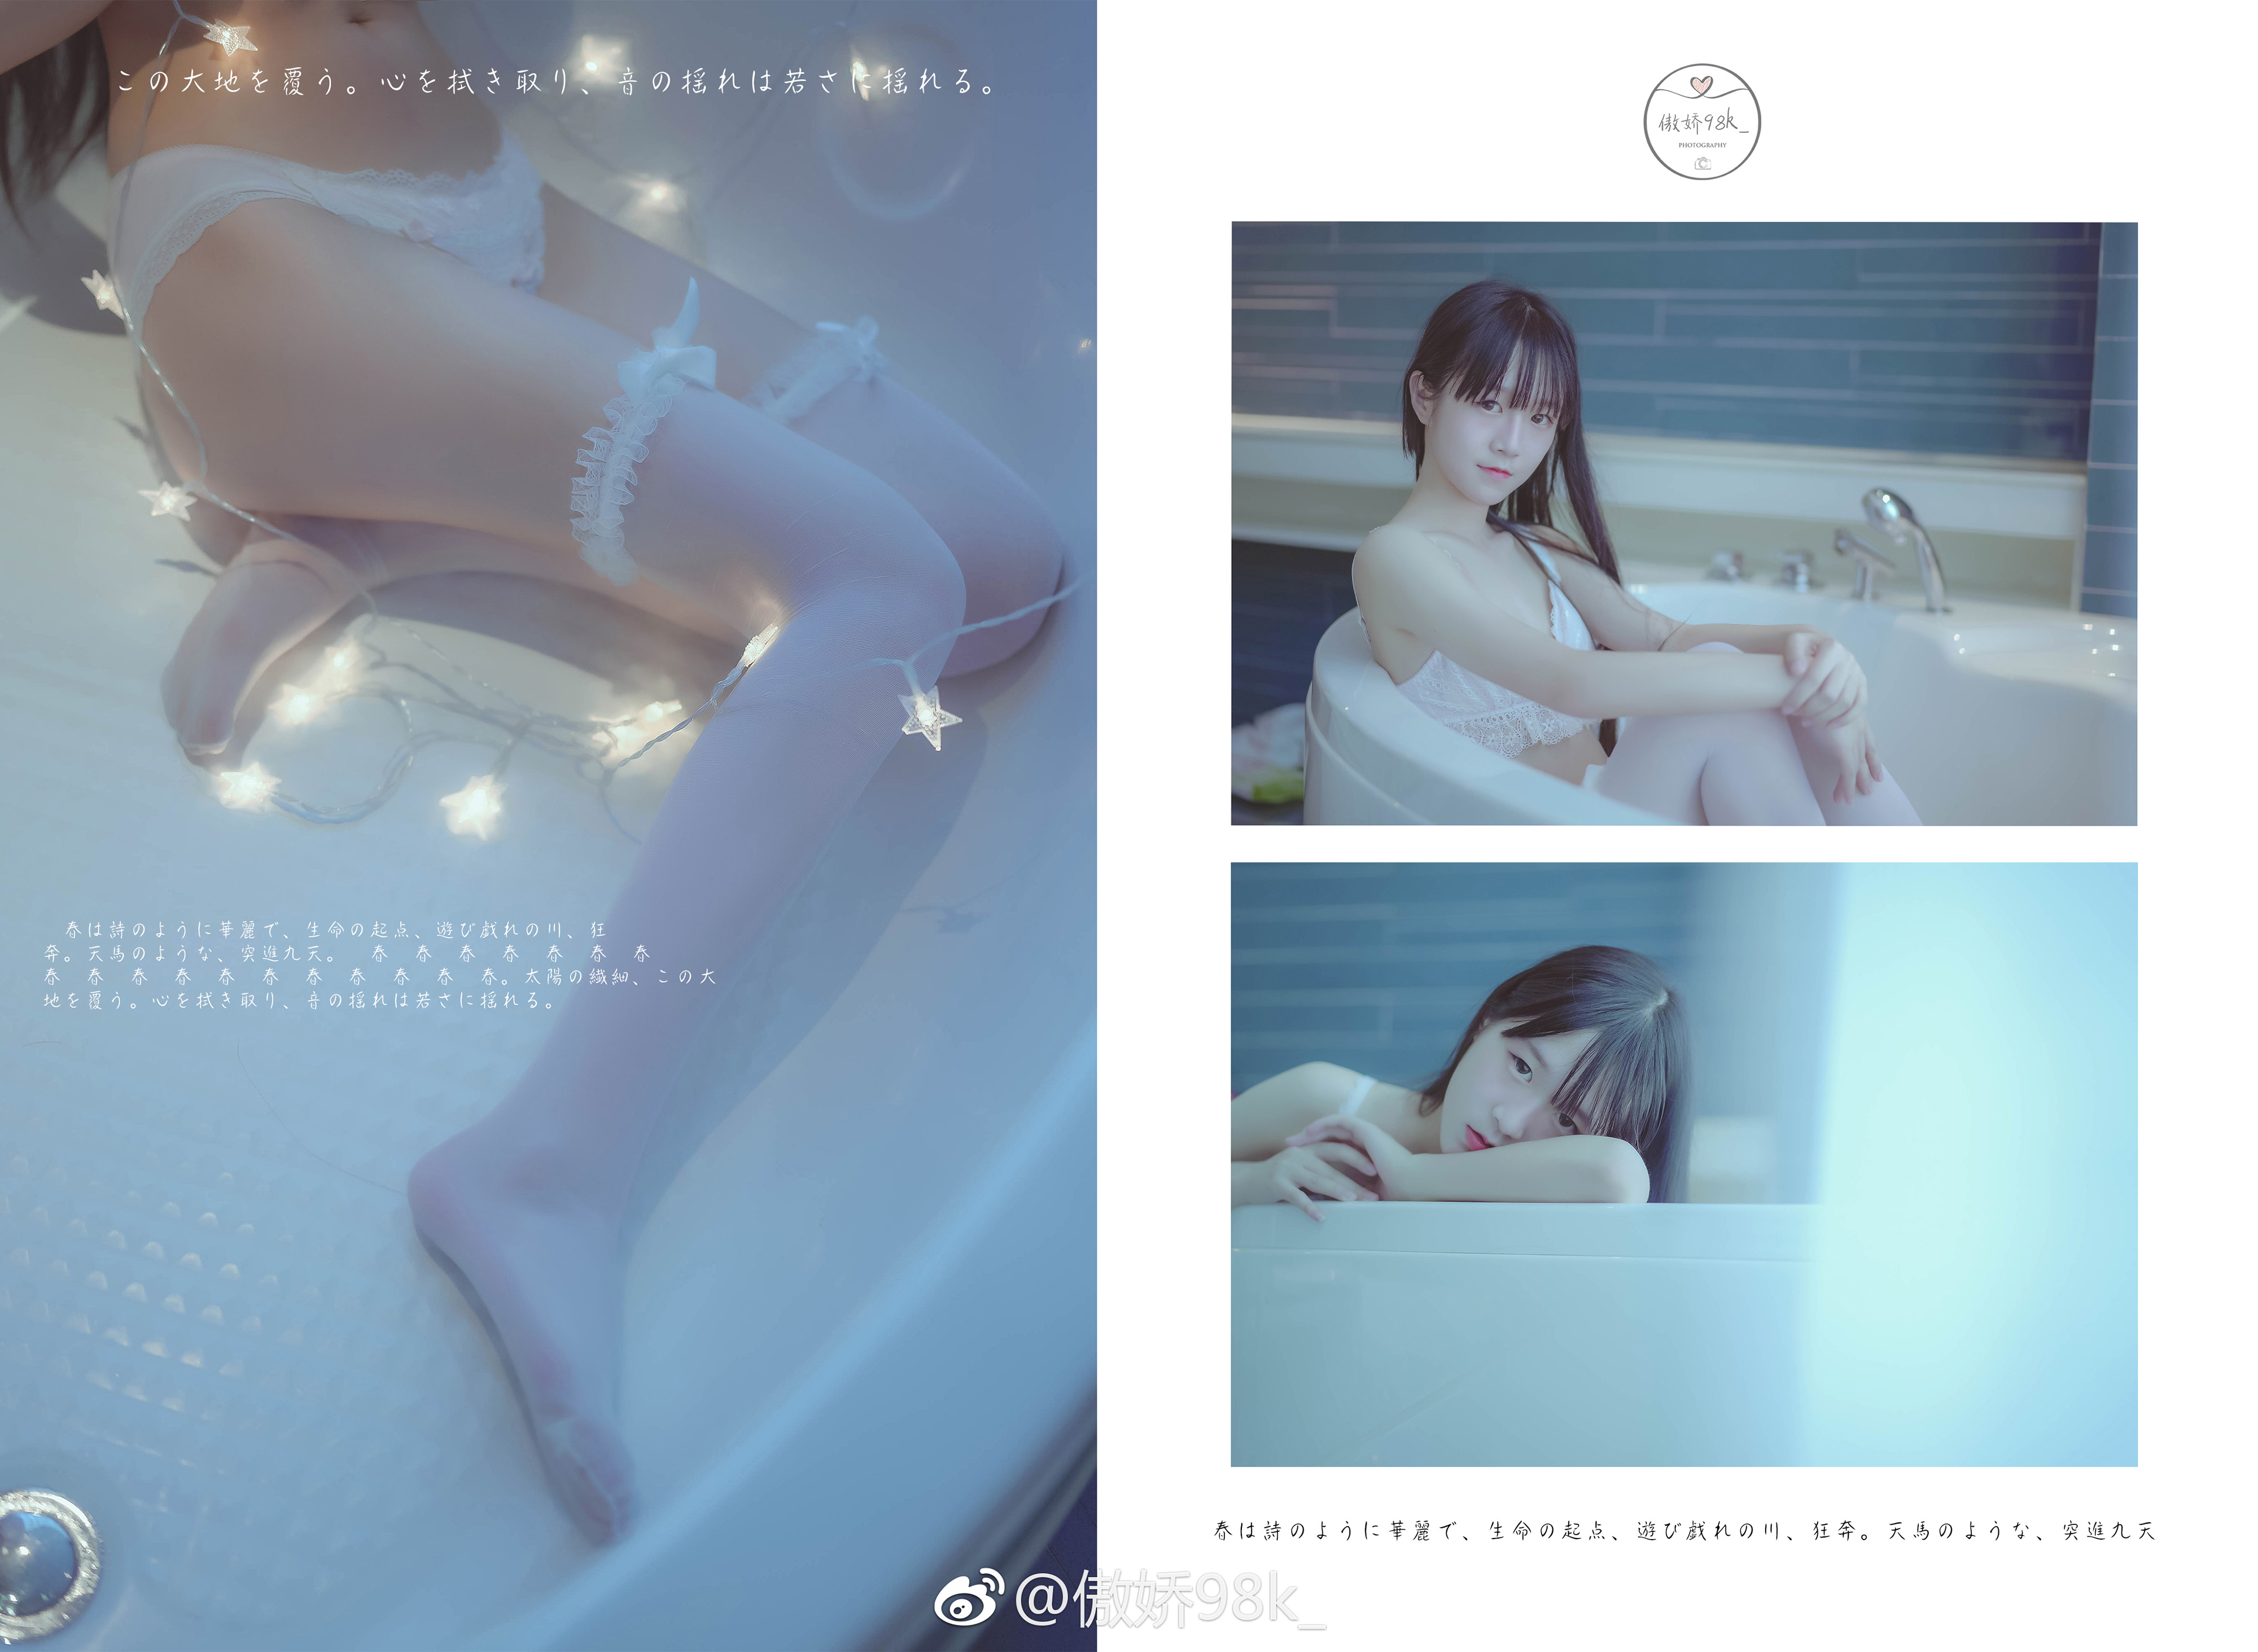 この大地を覆う。心を拭き取り、音の揺れは若さに揺れる。
春は詩のように華麗で、生命の起点、遊び戯れの川、狂
奔。天馬のような、突進九天。 春 春 春 春 春 春 春
春 春 春 春 春 春 春 春 春 春 春。太陽の繊細、この大
地を覆う。心を拭き取り、音の揺れは若さに揺れる。
傲娇98k_
PHOTOGRAPHY
春は詩のように華麗で、生命の起点、遊び戯れの川、狂奔。天馬のような、突進九天
@傲娇98k_